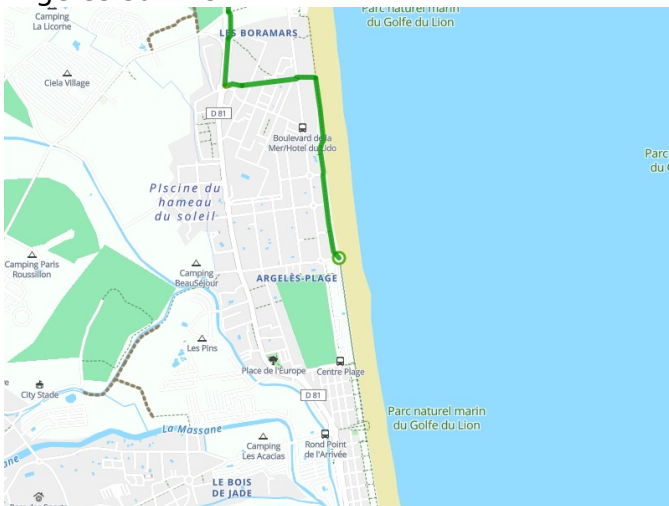 Camping
La Licorne
LES BORAMARS
Parc naturel marin
du Golfe du Lion
Ciela Village
D 81
Boulevard de la
Mer/Hotel du Lido
Parc
du
PIscine du
hameau
du soleil
Camping Paris
Roussillon
Camping
BeauSéjour
ARGELÈS-PLAGE
Les Pins
Place de l'Europe
Centre Plage
City Stade
D 81
Parc naturel marin
du Golfe du Lion
La Massane
Camping
Les Acacias
Rond Point
de l'Arrivée
LE BOIS
DE JADE